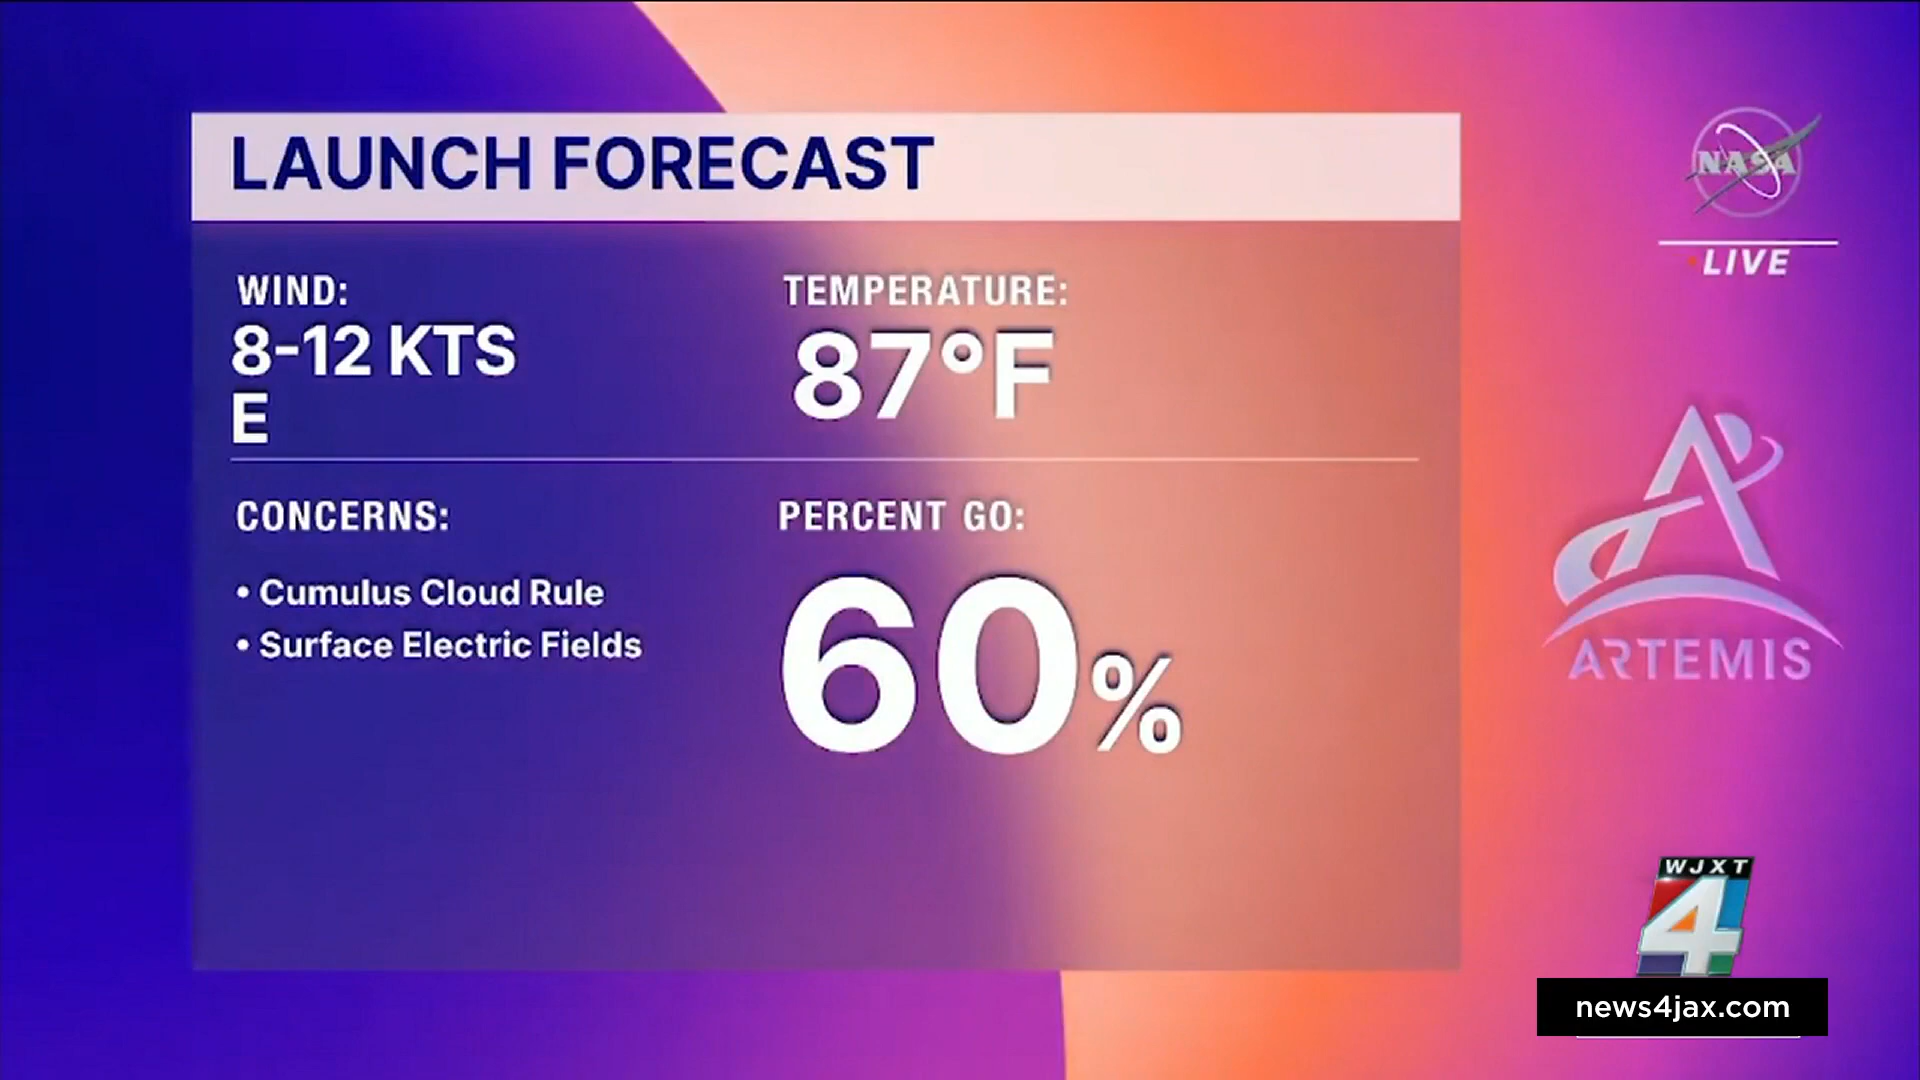 LAUNCH FORECAST
WIND:
8-12 KTS
E
TEMPERATURE:
87°F
CONCERNS:
• Cumulus Cloud Rule
• Surface Electric Fields
PERCENT GO:
60%
NASA
LIVE
ARTEMIS
WJXT
4
news4jax.com